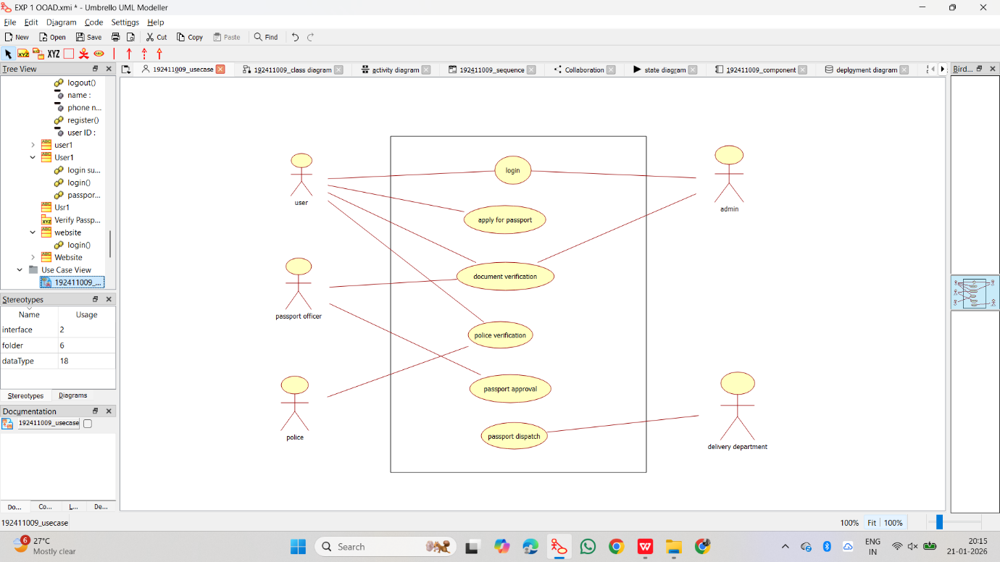 EXP 1 OOAD.xmi * - Umbrello UML Modeller
File Edit Diagram Code Settings Help
New Open Save Cut Copy Paste Find
XYZ XYZ ABC
Tree View
192411009_usecase 192411009_class diagram activity diagram 192411009_sequence Collaboration state diagram 192411009_component deployment diagram
Bird...
logout()
name :
phone n...
register()
user ID :
user1
User1
login su...
login()
passpor...
Usr1
Verify Passp...
website
login()
Website
Use Case View
192411009_...
Stereotypes
Name Usage
interface 2
folder 6
dataType 18
Stereotypes Diagrams
Documentation
192411009_usecase
Do... Co... L... De...
user
passport officer
police
login
apply for passport
document verification
police verification
passport approval
passport dispatch
admin
delivery department
192411009_usecase
100% Fit 100%
6
27°C
Mostly clear
Search
ENG
IN
20:15
21-01-2026